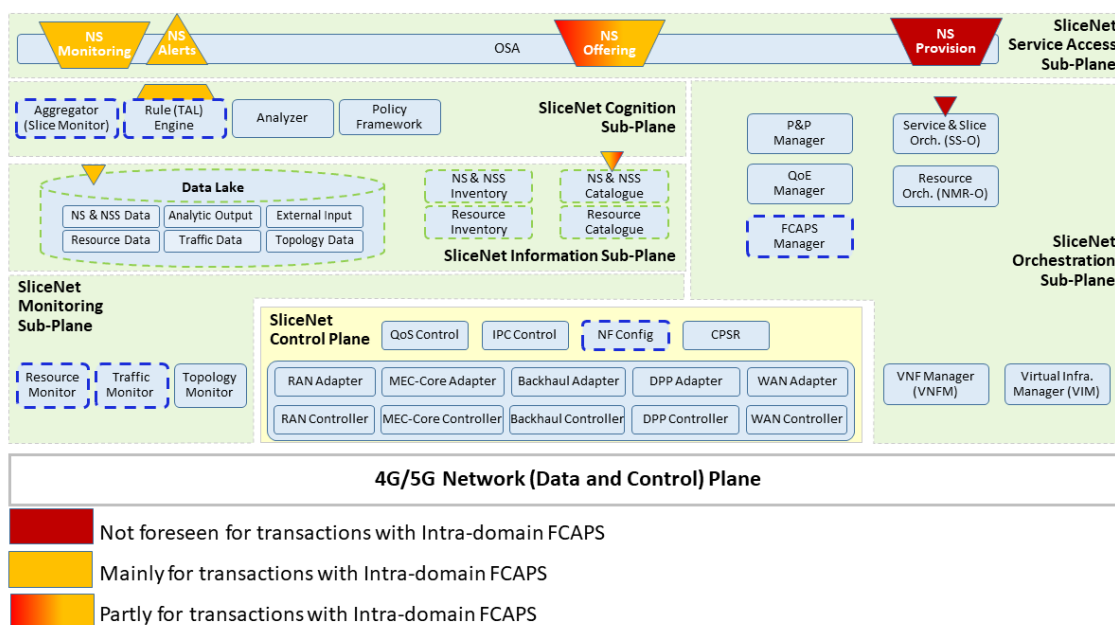 NS
Monitoring
NS
Alerts
OSA
NS
Offering
NS
Provision
SliceNet
Service Access
Sub-Plane
Aggregator
(Slice Monitor)
Rule (TAL)
Engine
Analyzer
Policy
Framework
SliceNet Cognition
Sub-Plane
P&P
Manager
Service & Slice
Orch. (SS-O)
QoE
Manager
Resource
Orch. (NMR-O)
FCAPS
Manager
SliceNet
Orchestration
Sub-Plane
Data Lake
NS & NSS Data
Analytic Output
External Input
Resource Data
Traffic Data
Topology Data
NS & NSS
Inventory
NS & NSS
Catalogue
Resource
Inventory
Resource
Catalogue
SliceNet Information Sub-Plane
SliceNet
Monitoring
Sub-Plane
Resource
Monitor
Traffic
Monitor
Topology
Monitor
SliceNet
Control Plane
QoS Control
IPC Control
NF Config
CPSR
RAN Adapter
MEC-Core Adapter
Backhaul Adapter
DPP Adapter
WAN Adapter
RAN Controller
MEC-Core Controller
Backhaul Controller
DPP Controller
WAN Controller
VNF Manager
(VNFM)
Virtual Infra.
Manager (VIM)
4G/5G Network (Data and Control) Plane
Not foreseen for transactions with Intra-domain FCAPS
Mainly for transactions with Intra-domain FCAPS
Partly for transactions with Intra-domain FCAPS